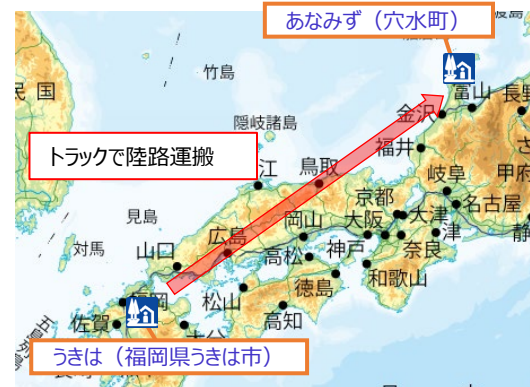 あなみず（穴水町）
竹島
民 国
富山
長野
金沢
隠岐諸島
福井
トラックで陸路運搬
江
鳥取
岐阜
甲府
京都
名古屋
見島
岡山
大阪
大津
津
静
対馬
広島
山口
高松
神戸
奈良
和歌山
徳島
松山
高知
佐賀
うきは（福岡県うきは市）